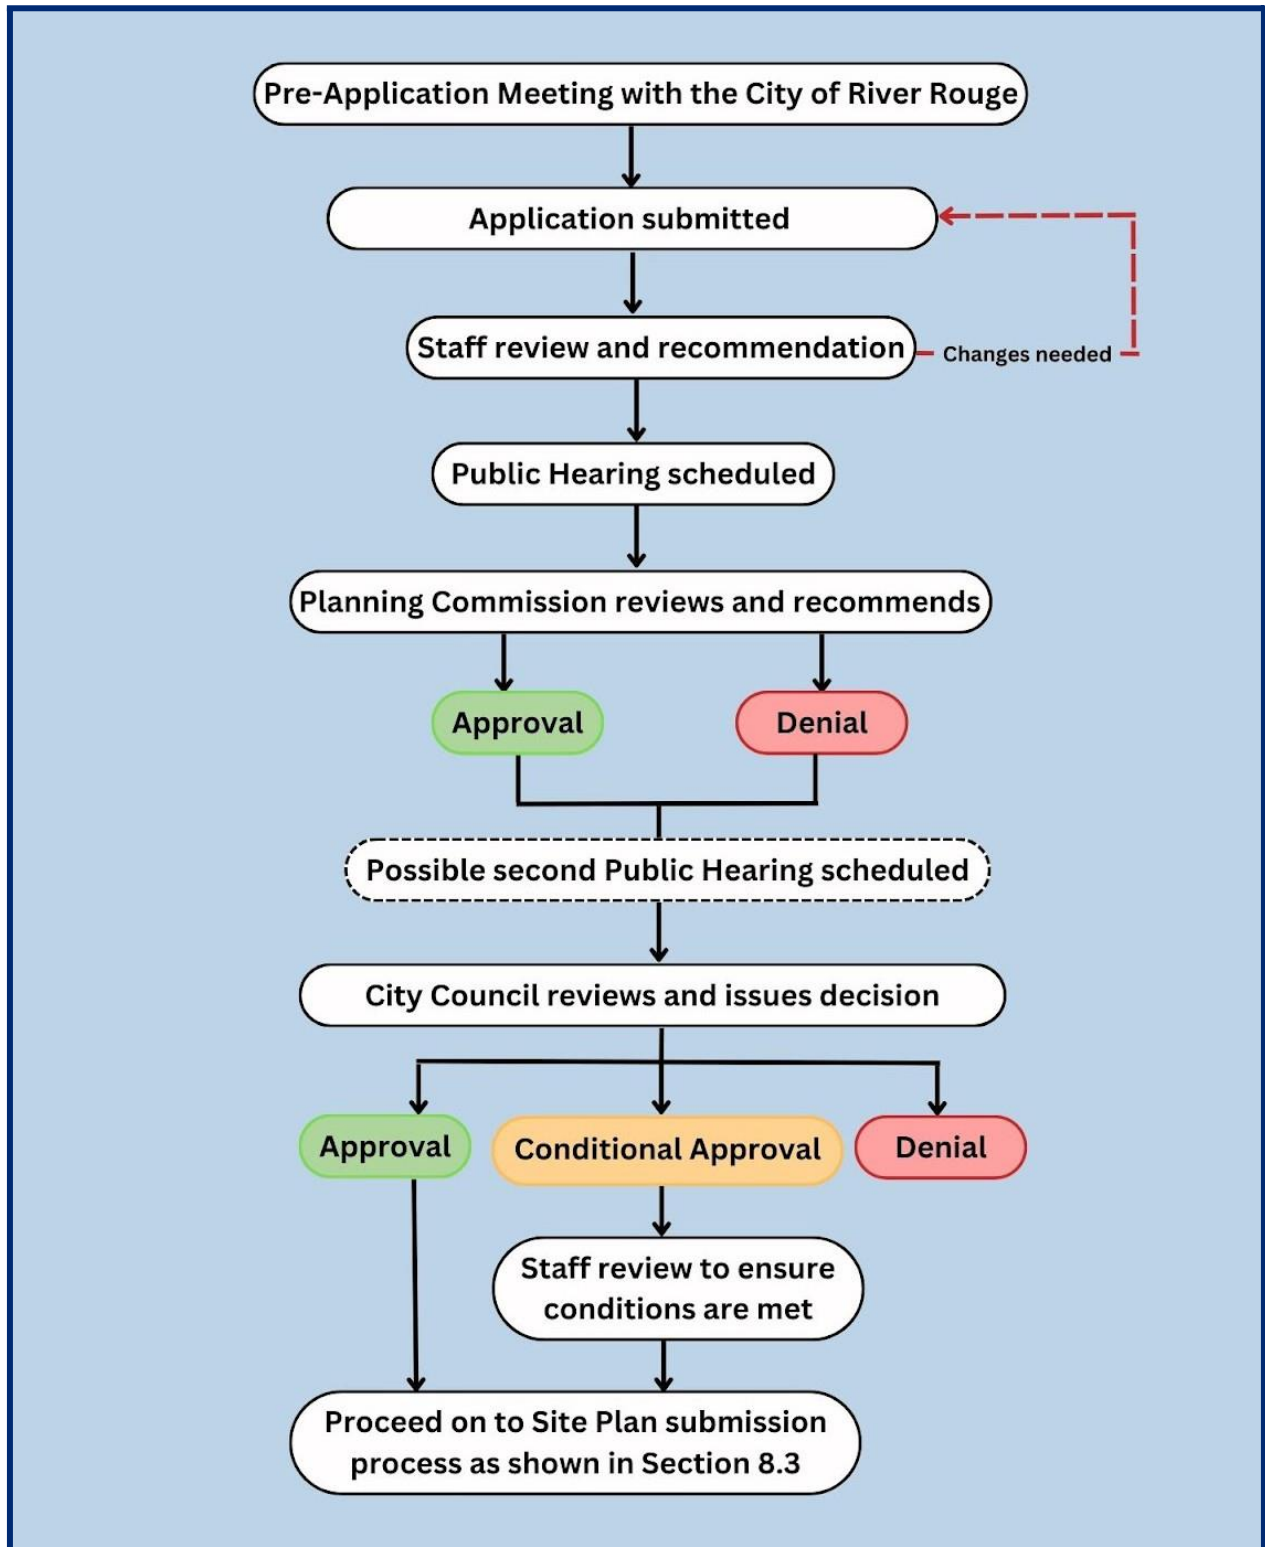 Pre-Application Meeting with the City of River Rouge
Application submitted
Staff review and recommendation
Changes needed
Public Hearing scheduled
Planning Commission reviews and recommends
Approval
Denial
Possible second Public Hearing scheduled
City Council reviews and issues decision
Approval
Conditional Approval
Denial
Staff review to ensure
conditions are met
Proceed on to Site Plan submission
process as shown in Section 8.3